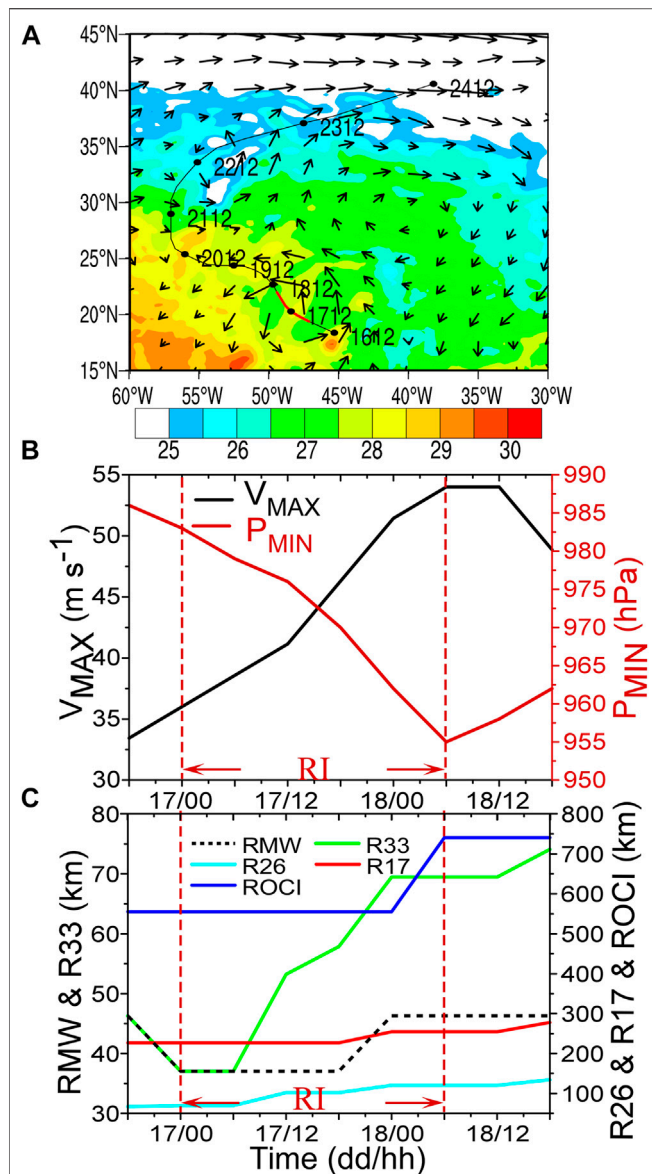 A
45°N
40°N
35°N
30°N
25°N
20°N
15°N
2412
2312
2212
2112
2012
1912
1812
1712
1612
60°W 55°W 50°W 45°W 40°W 35°W 30°W
25 26 27 28 29 30
B
V_MAX (m s⁻¹)
55
50
45
40
35
30
V_MAX
P_MIN
RI
990
985
980
975
970
965
960
955
950
P_MIN (hPa)
17/00 17/12 18/00 18/12
C
RMW & R33 (km)
80
70
60
50
40
30
RMW R33
R26 R17
ROCI
RI
800
700
600
500
400
300
200
100
R26 & R17 & ROCI (km)
17/00 17/12 18/00 18/12
Time (dd/hh)